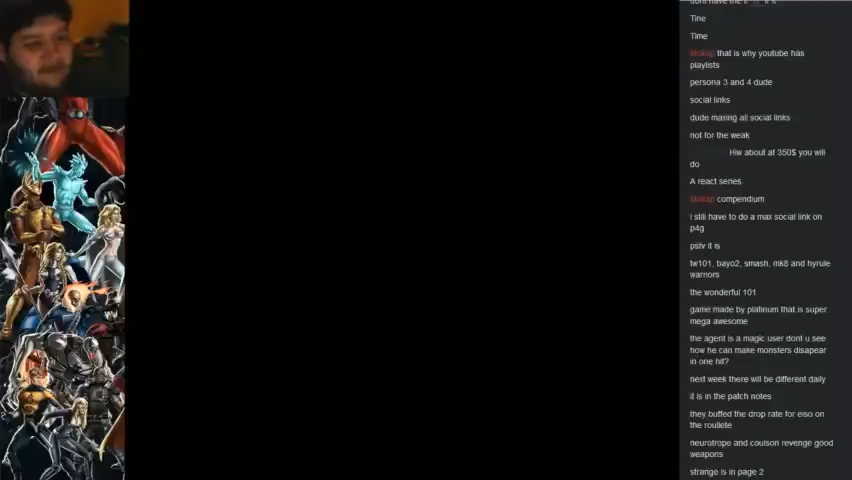 Tine
Time
Mokap that is why youtube has
playlists
persona 3 and 4 dude
social links
dude maxing all social links
not for the weak
Hiw about at 350$ you will
do
A react series
Mokap compendium
i still have to do a max social link on
p4g
pstv it is
tw101, bayo2, smash, mk8 and hyrule
warriors
the wonderful 101
game made by platinum that is super
mega awesome
the agent is a magic user dont u see
how he can make monsters disapear
in one hit?
next week there will be different daily
it is in the patch notes
they buffed the drop rate for eiso on
the roullete
neurotrope and coulson revenge good
weapons
strange is in page 2